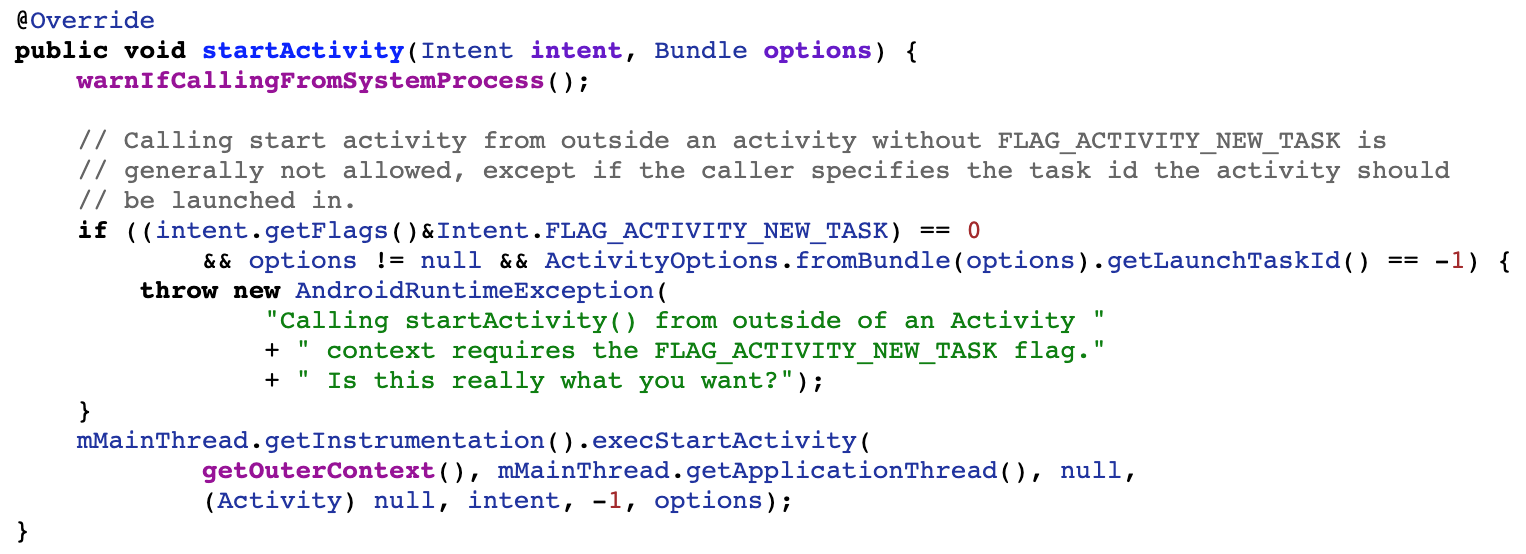 @Override
public void startActivity(Intent intent, Bundle options) {
    warnIfCallingFromSystemProcess();

    // Calling start activity from outside an activity without FLAG_ACTIVITY_NEW_TASK is
    // generally not allowed, except if the caller specifies the task id the activity should
    // be launched in.
    if ((intent.getFlags()&Intent.FLAG_ACTIVITY_NEW_TASK) == 0
            && options != null && ActivityOptions.fromBundle(options).getLaunchTaskId() == -1) {
        throw new AndroidRuntimeException(
                "Calling startActivity() from outside of an Activity "
                + " context requires the FLAG_ACTIVITY_NEW_TASK flag."
                + " Is this really what you want?");
    }
    mMainThread.getInstrumentation().execStartActivity(
            getOuterContext(), mMainThread.getApplicationThread(), null,
            (Activity) null, intent, -1, options);
}